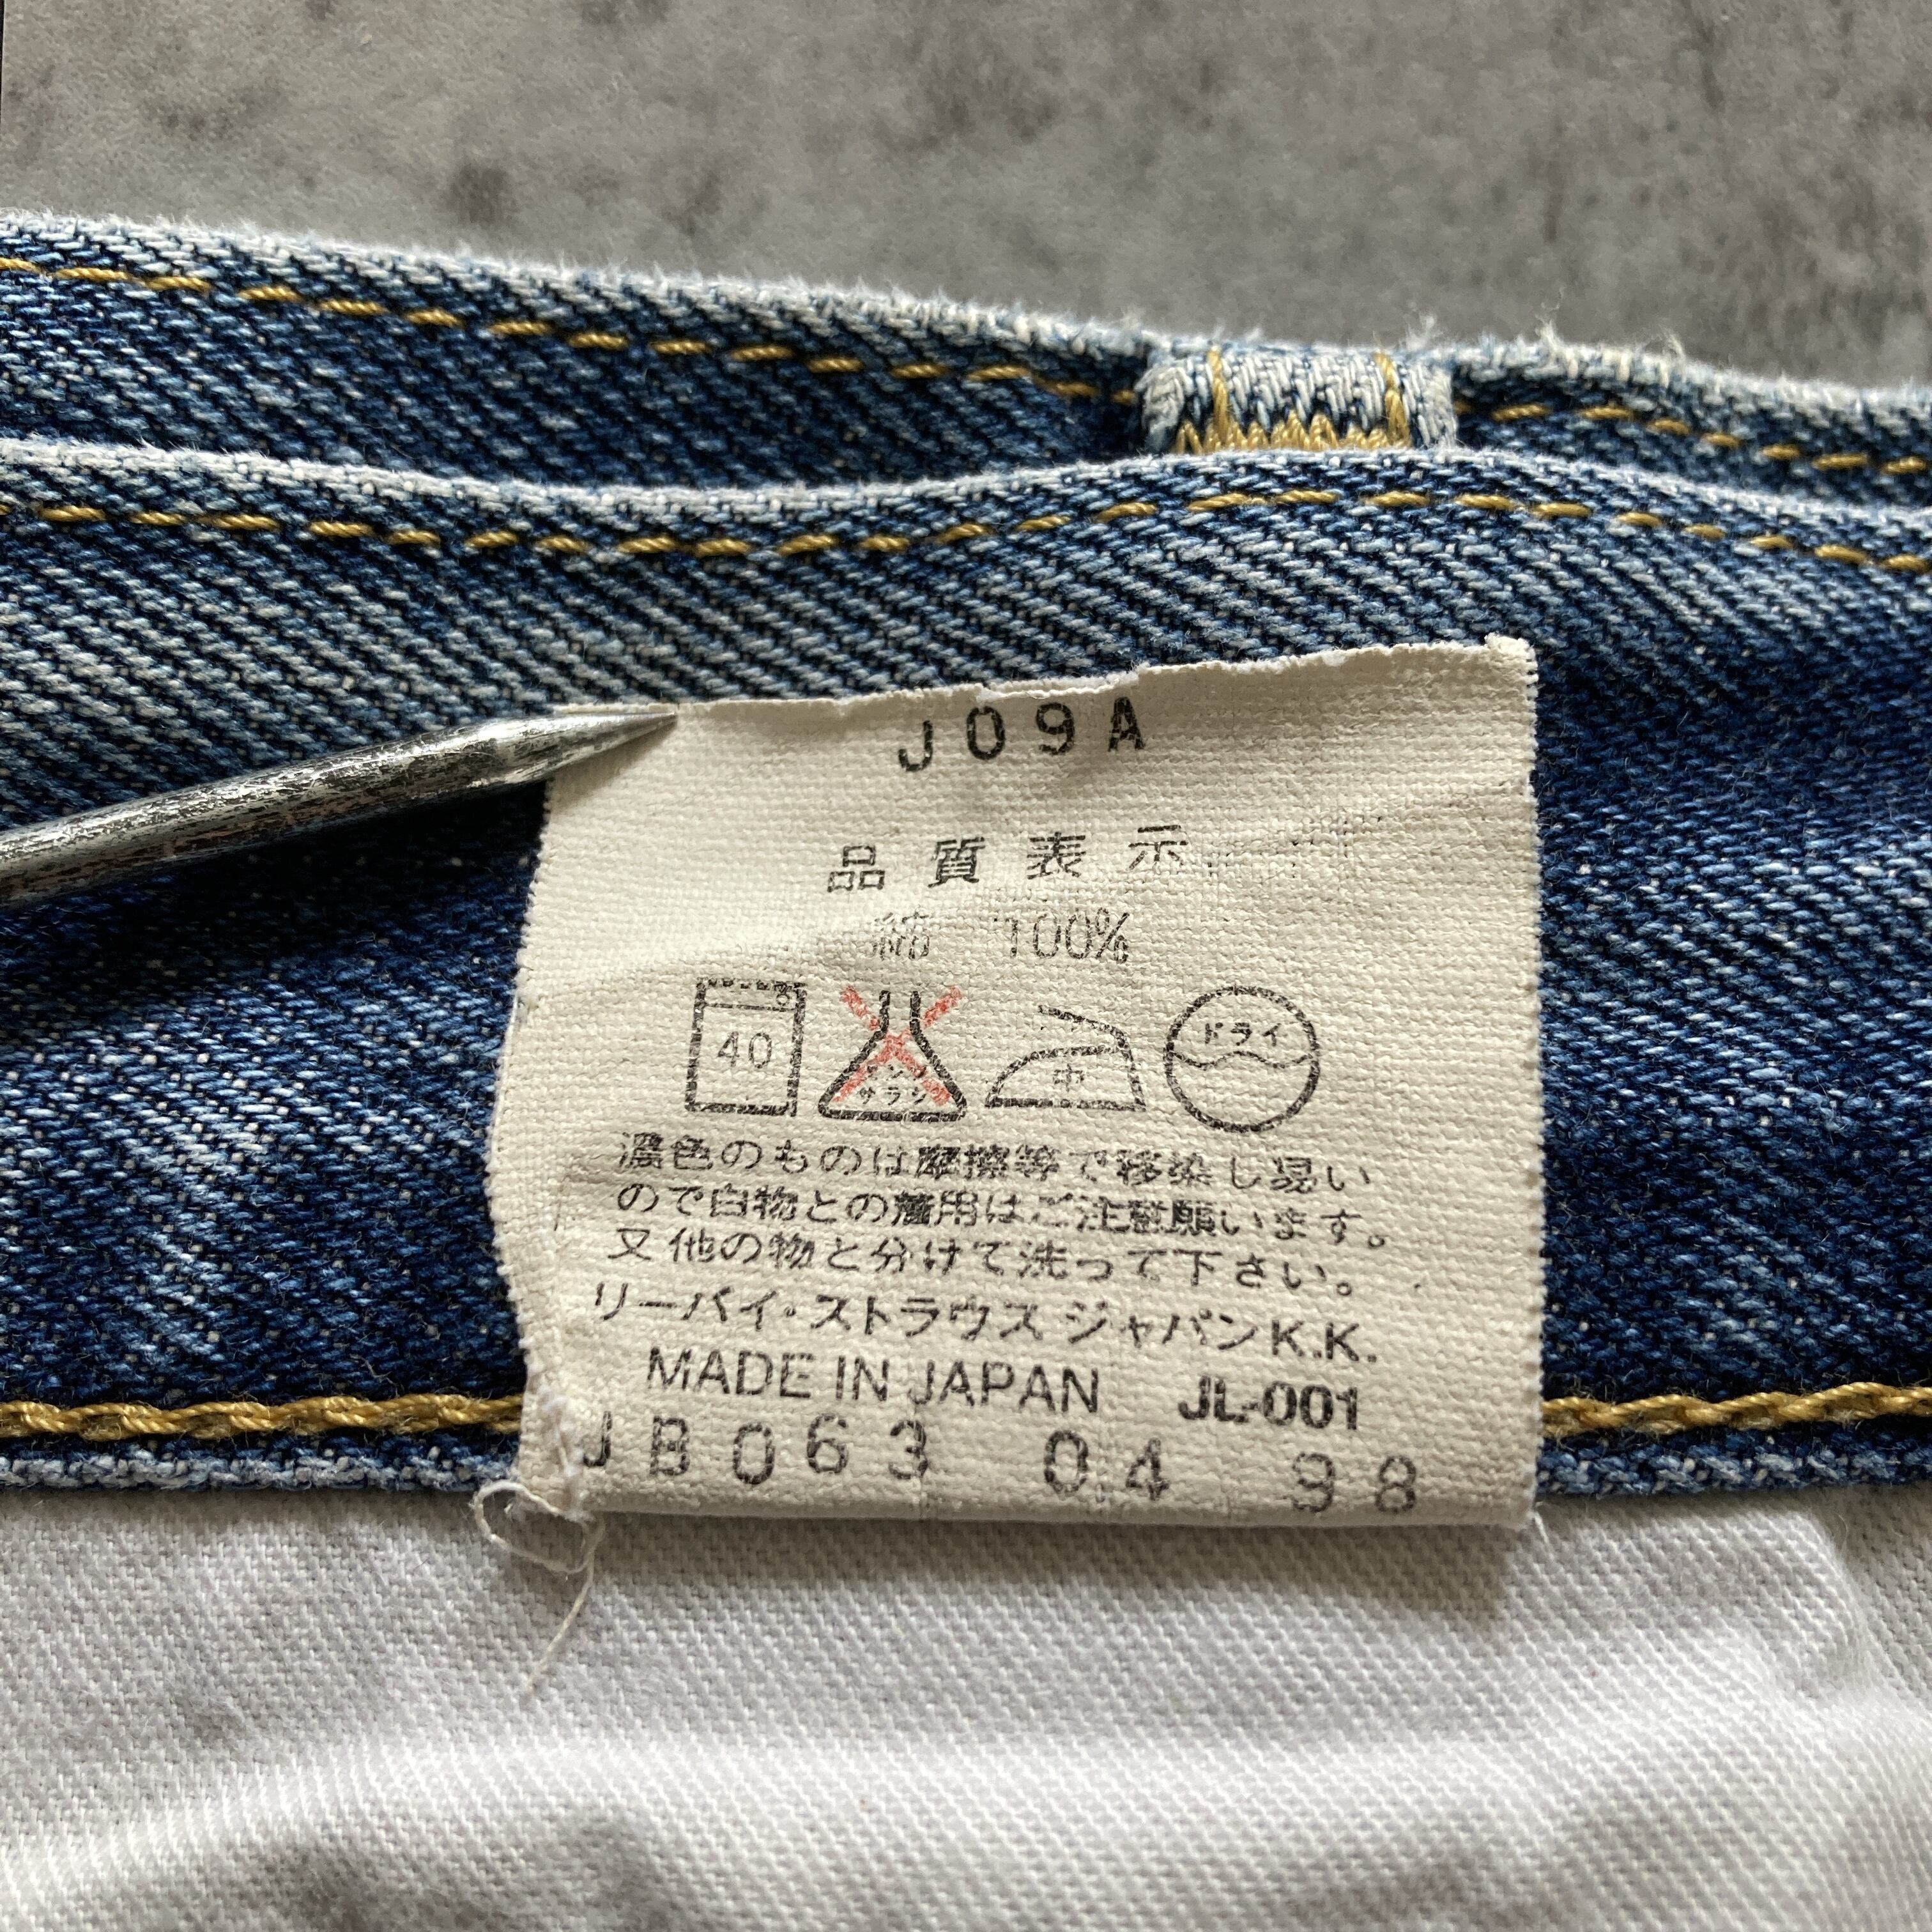 J09A
品質表示
綿 100%
40 エンソサラシ 中 ドライ
濃色のものは摩擦等で移染し易い
ので白物との着用はご注意願います。
又他の物と分けて洗って下さい。
リーバイ・ストラウス ジャパンK.K.
MADE IN JAPAN JL-001
JB063 04 98